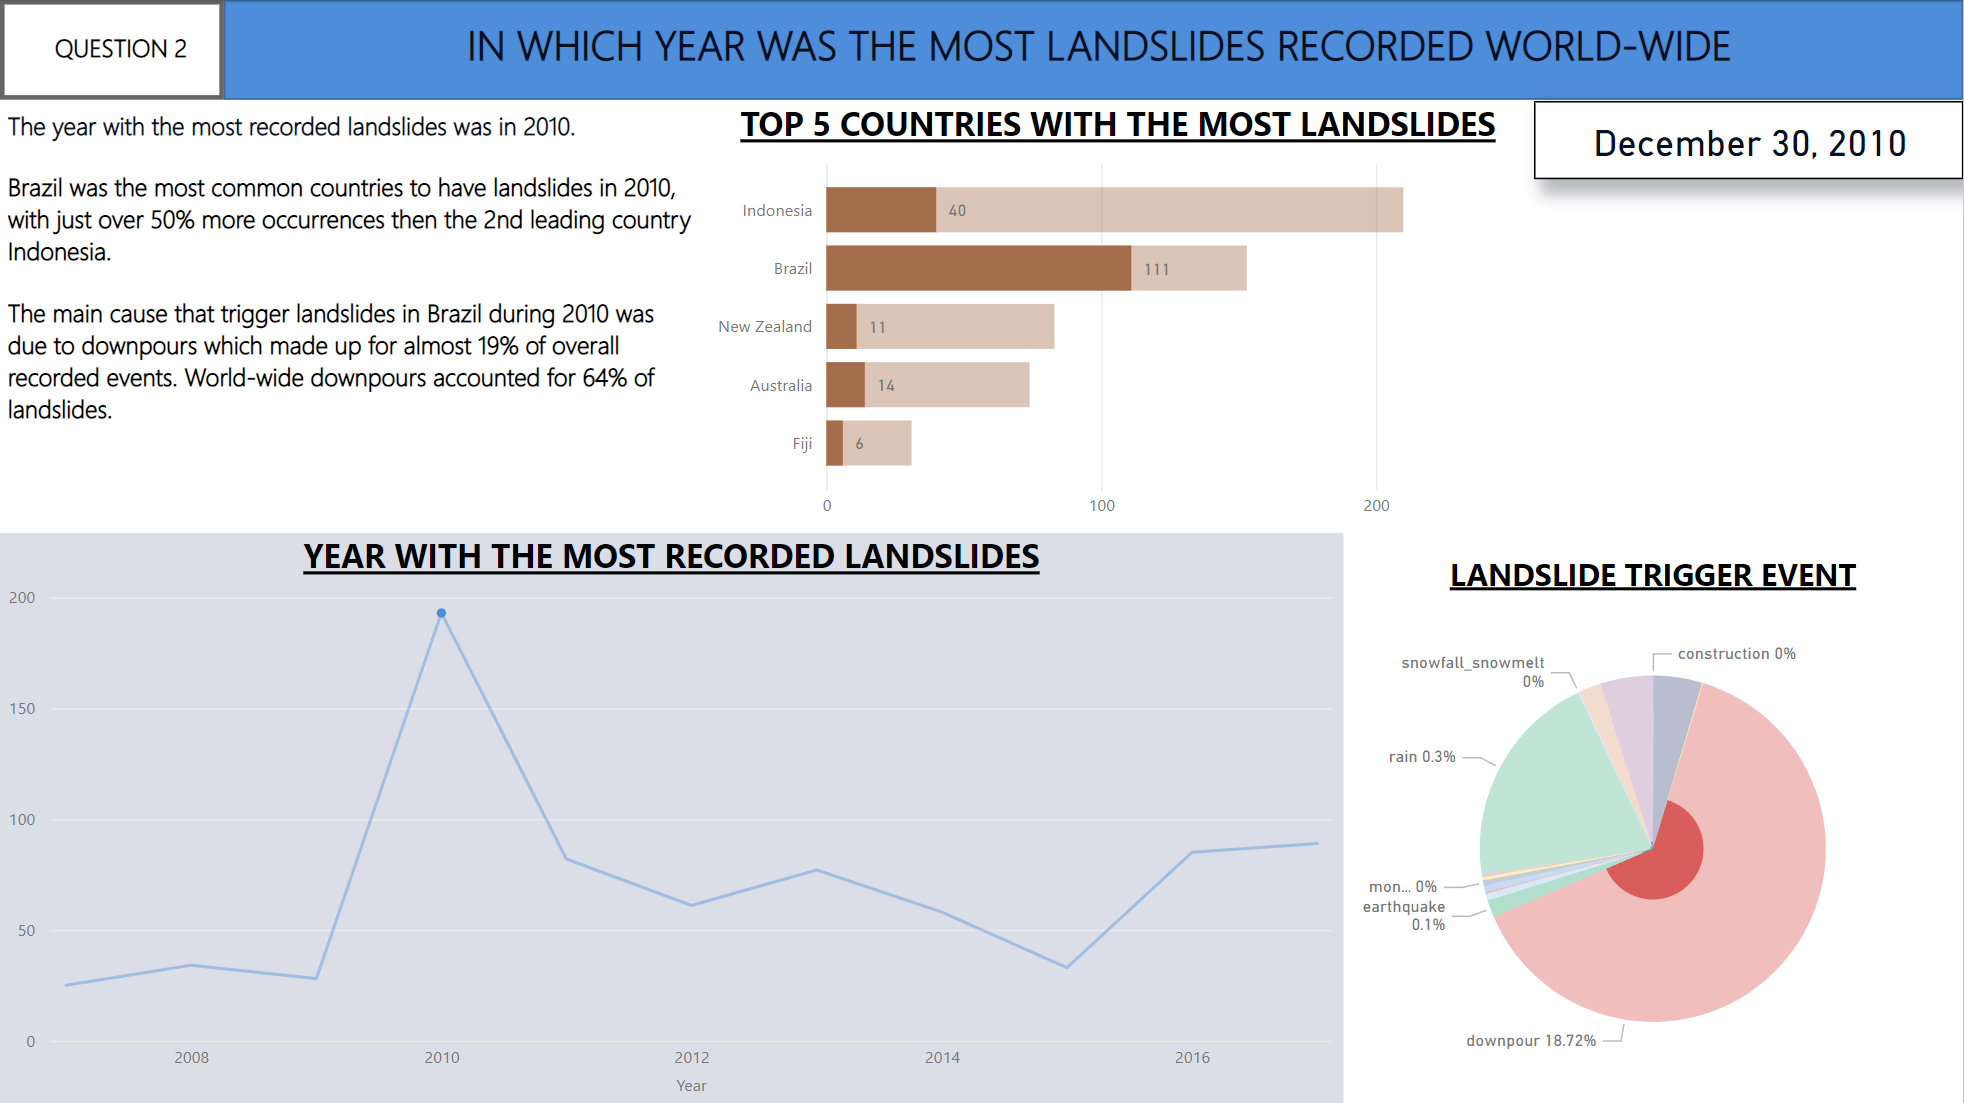 QUESTION 2
IN WHICH YEAR WAS THE MOST LANDSLIDES RECORDED WORLD-WIDE
The year with the most recorded landslides was in 2010.
Brazil was the most common countries to have landslides in 2010,
with just over 50% more occurrences then the 2nd leading country
Indonesia.
The main cause that trigger landslides in Brazil during 2010 was
due to downpours which made up for almost 19% of overall
recorded events. World-wide downpours accounted for 64% of
landslides.
TOP 5 COUNTRIES WITH THE MOST LANDSLIDES
Indonesia 40
Brazil 111
New Zealand 11
Australia 14
Fiji 6
0 100 200
December 30, 2010
YEAR WITH THE MOST RECORDED LANDSLIDES
200
150
100
50
0
2008 2010 2012 2014 2016
Year
LANDSLIDE TRIGGER EVENT
construction 0%
snowfall_snowmelt
0%
rain 0.3%
mon... 0%
earthquake
0.1%
downpour 18.72%